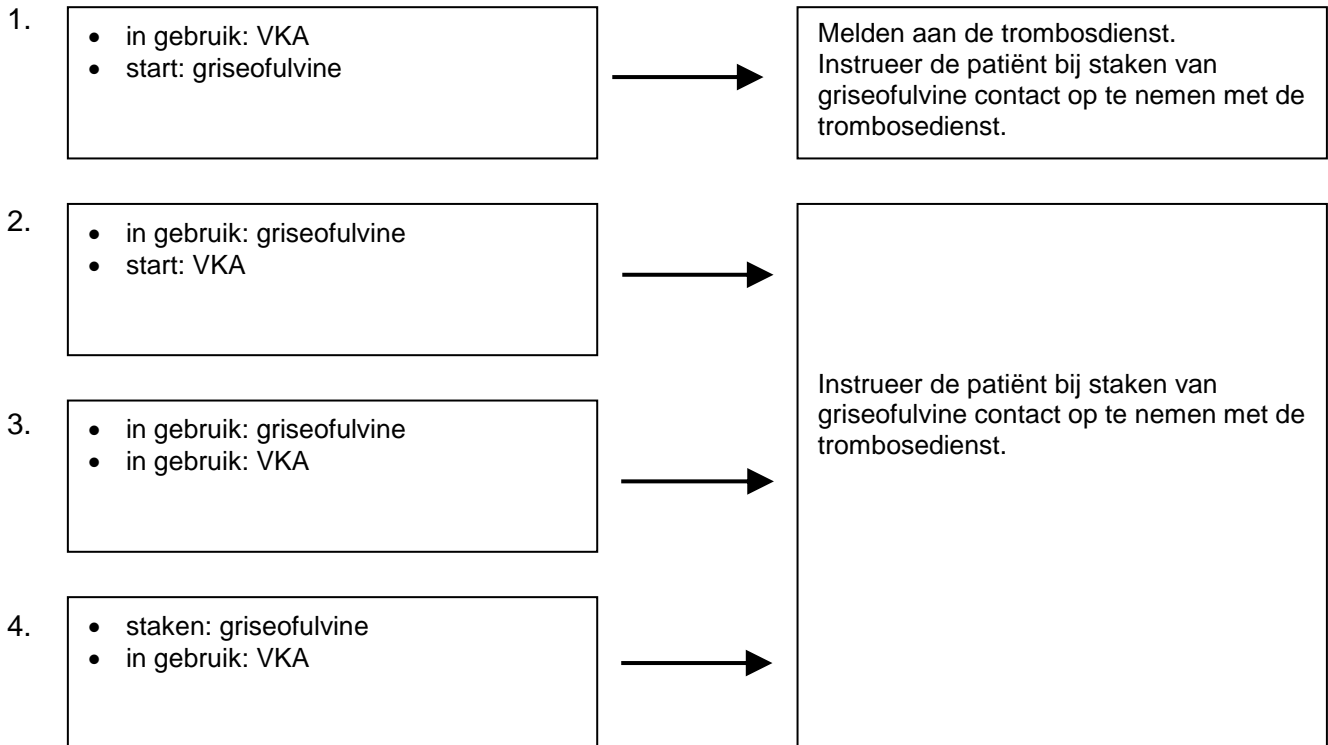 1.
• in gebruik: VKA
• start: griseofulvine
Melden aan de trombosdienst.
Instrueer de patiënt bij staken van
griseofulvine contact op te nemen met de
trombosedienst.
2.
• in gebruik: griseofulvine
• start: VKA
3.
• in gebruik: griseofulvine
• in gebruik: VKA
4.
• staken: griseofulvine
• in gebruik: VKA
Instrueer de patiënt bij staken van
griseofulvine contact op te nemen met de
trombosedienst.